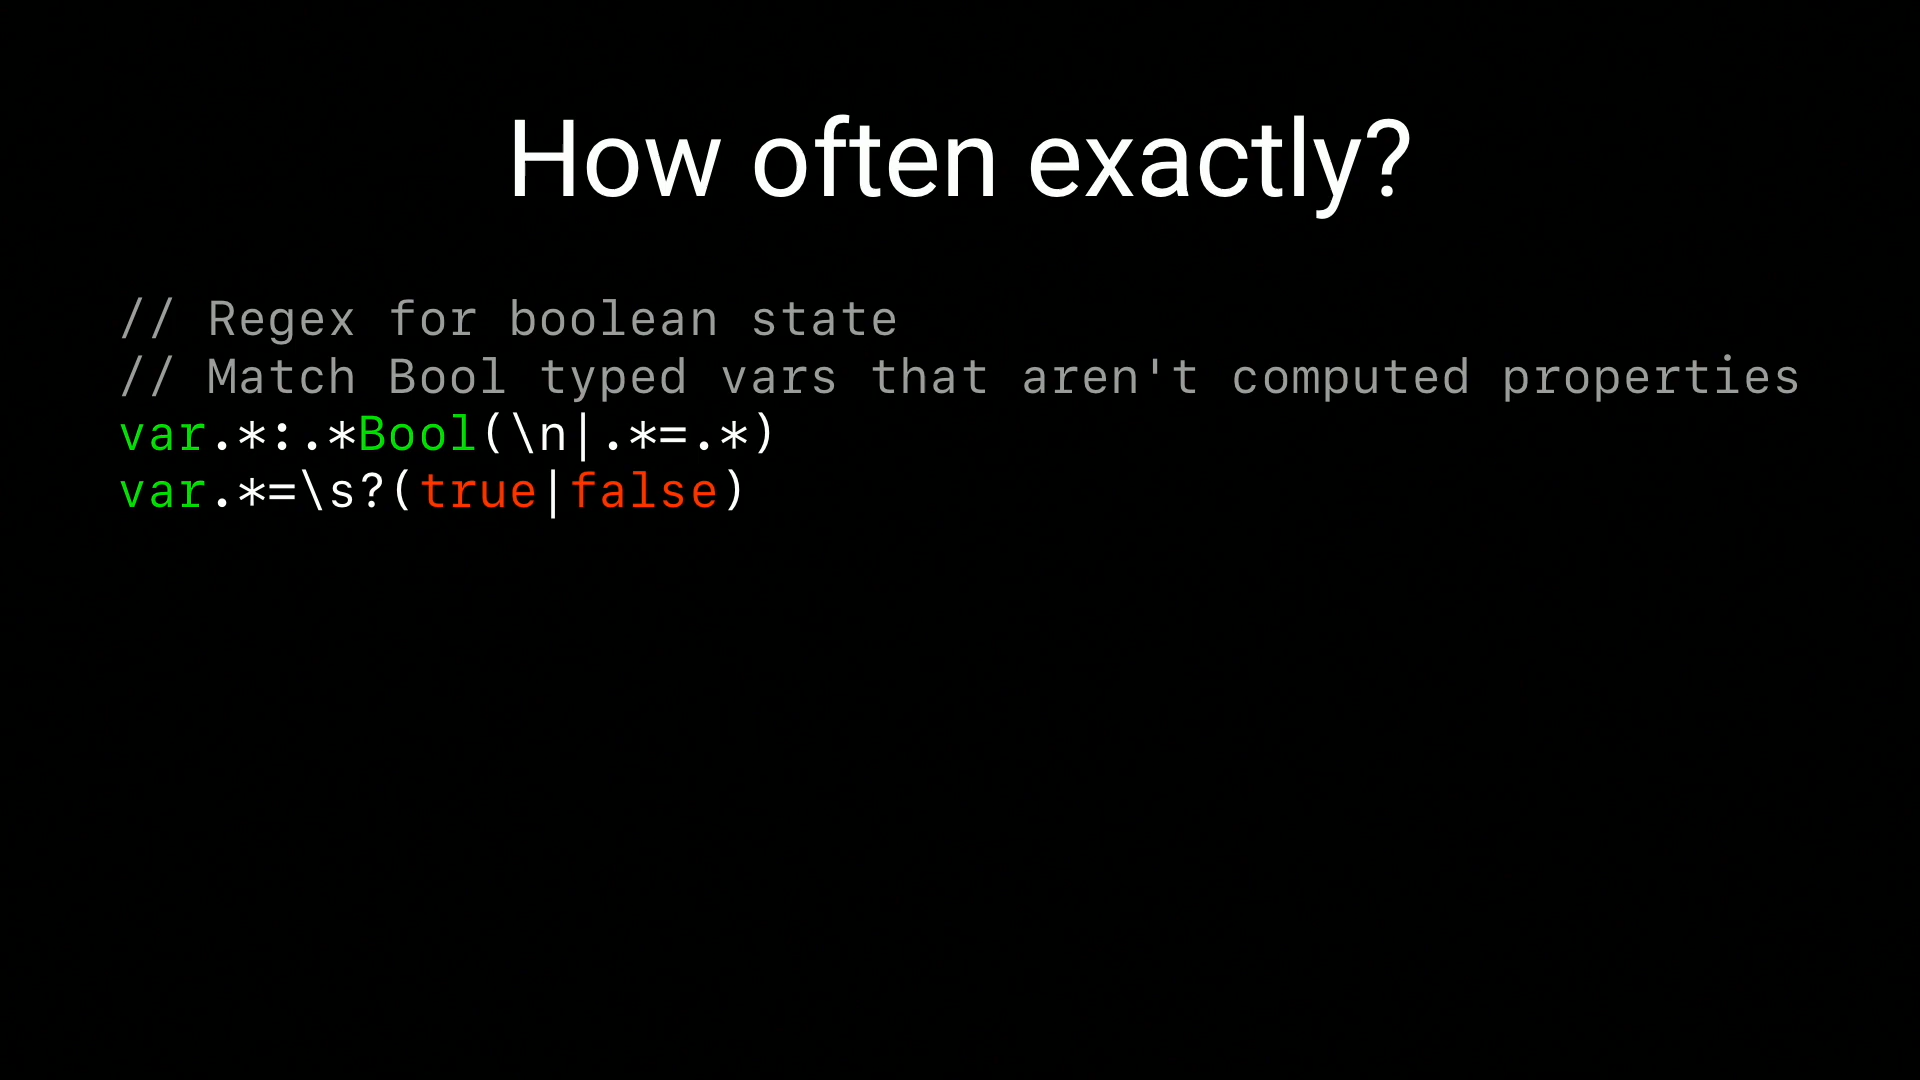 How often exactly?
// Regex for boolean state
// Match Bool typed vars that aren't computed properties
var.*:.*Bool(\n|.*=.*)
var.*=\s?(true|false)